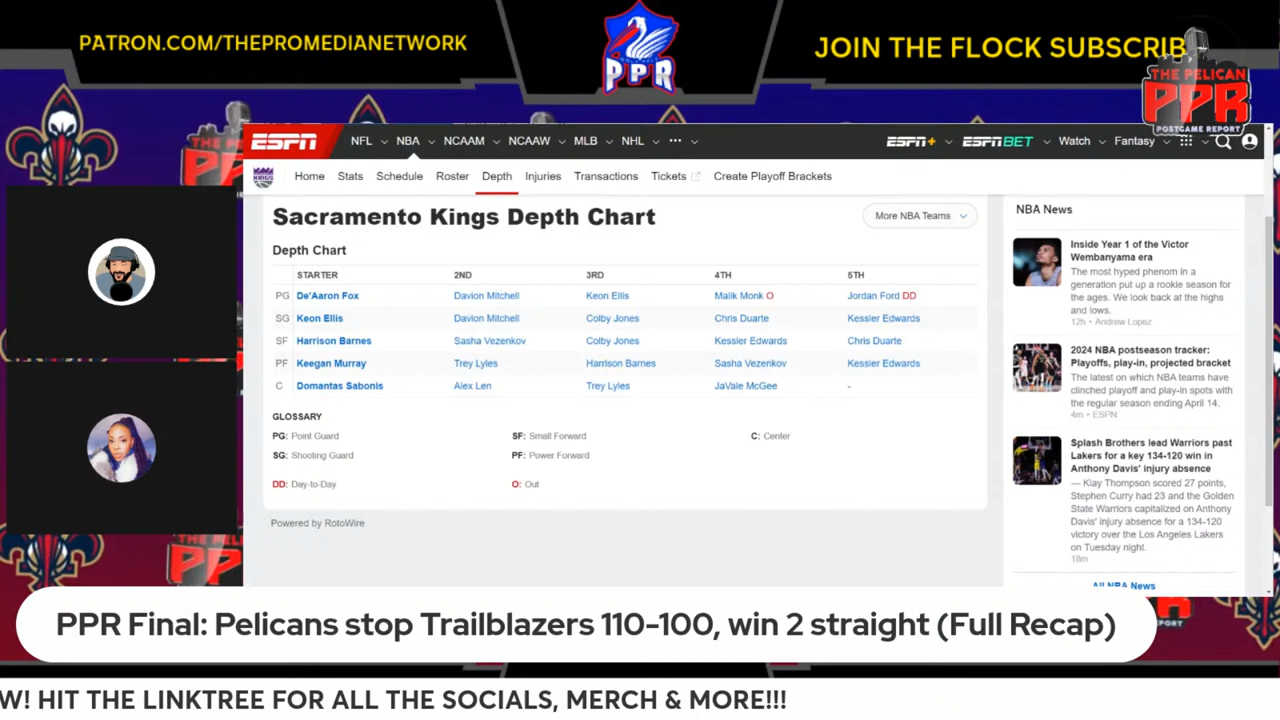 PATRON.COM/THEPROMEDIANETWORK
PPR
JOIN THE FLOCK SUBSCRIB
THE PELICAN
PPR
POSTGAME REPORT
ESPN NFL NBA NCAAM NCAAW MLB NHL ••• ESPN+ ESPN BET Watch Fantasy
Home Stats Schedule Roster Depth Injuries Transactions Tickets Create Playoff Brackets
Sacramento Kings Depth Chart
More NBA Teams
Depth Chart
STARTER 2ND 3RD 4TH 5TH
PG De'Aaron Fox Davion Mitchell Keon Ellis Malik Monk O Jordan Ford DD
SG Keon Ellis Davion Mitchell Colby Jones Chris Duarte Kessler Edwards
SF Harrison Barnes Sasha Vezenkov Colby Jones Kessler Edwards Chris Duarte
PF Keegan Murray Trey Lyles Harrison Barnes Sasha Vezenkov Kessler Edwards
C Domantas Sabonis Alex Len Trey Lyles JaVale McGee -
GLOSSARY
PG: Point Guard SF: Small Forward C: Center
SG: Shooting Guard PF: Power Forward
DD: Day-to-Day O: Out
Powered by RotoWire
NBA News
Inside Year 1 of the Victor
Wembanyama era
The most hyped phenom in a
generation put up a rookie season for
the ages. We look back at the highs
and lows.
12h • Andrew Lopez
2024 NBA postseason tracker:
Playoffs, play-in, projected bracket
The latest on which NBA teams have
clinched playoff and play-in spots with
the regular season ending April 14.
4m • ESPN
Splash Brothers lead Warriors past
Lakers for a key 134-120 win in
Anthony Davis' injury absence
— Klay Thompson scored 27 points,
Stephen Curry had 23 and the Golden
State Warriors capitalized on Anthony
Davis' injury absence for a 134-120
victory over the Los Angeles Lakers
on Tuesday night.
18m
All NBA News
PPR Final: Pelicans stop Trailblazers 110-100, win 2 straight (Full Recap)
W! HIT THE LINKTREE FOR ALL THE SOCIALS, MERCH & MORE!!!